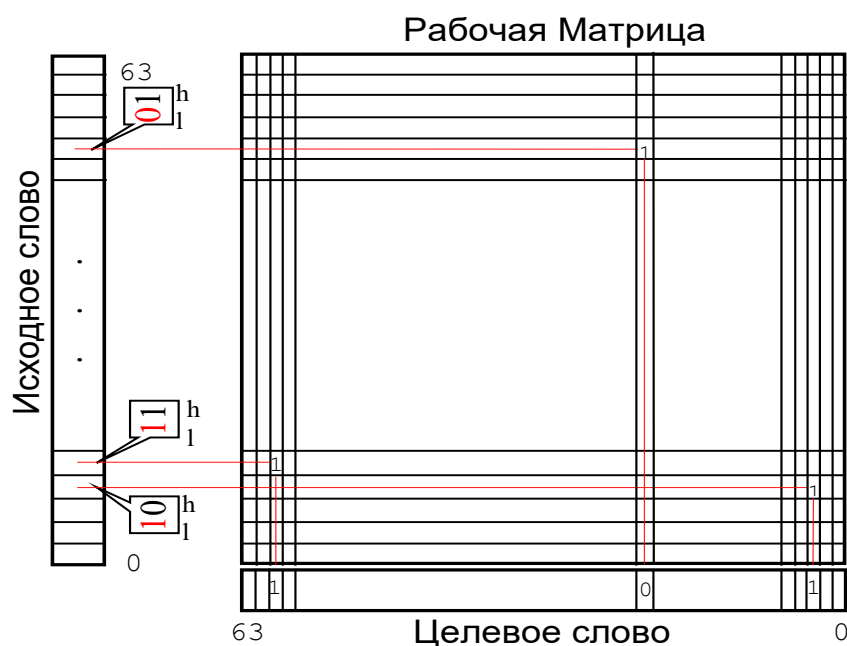 Рабочая Матрица
63
01
h
l
1
Исходное слово
11
h
l
1
10
h
l
1
0
1
0
1
63
Целевое слово
0